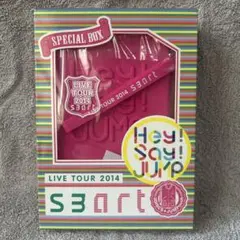 SPECIAL BOX
LIVE TOUR 2014
S3art
Hey!
Say!
JUMP
LIVE TOUR 2014
S3art